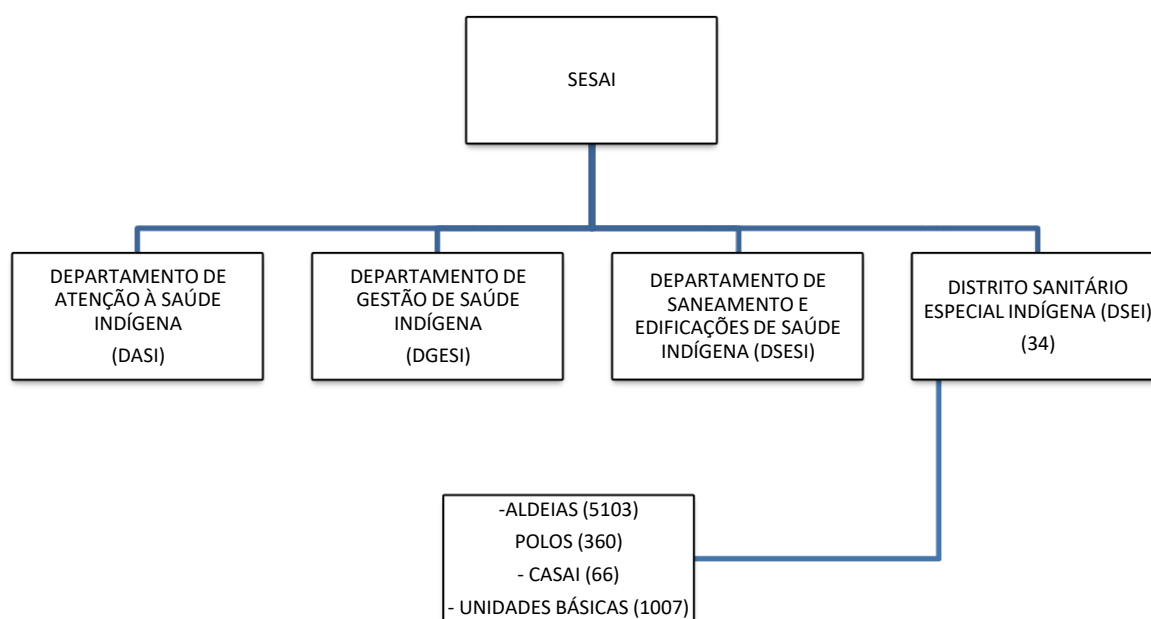 SESAI
DEPARTAMENTO DE
ATENÇÃO À SAÚDE
INDÍGENA
(DASI)
DEPARTAMENTO DE
GESTÃO DE SAÚDE
INDÍGENA
(DGESI)
DEPARTAMENTO DE
SANEAMENTO E
EDIFICAÇÕES DE SAÚDE
INDÍGENA (DSESI)
DISTRITO SANITÁRIO
ESPECIAL INDÍGENA (DSEI)
(34)
-ALDEIAS (5103)
POLOS (360)
- CASAI (66)
- UNIDADES BÁSICAS (1007)